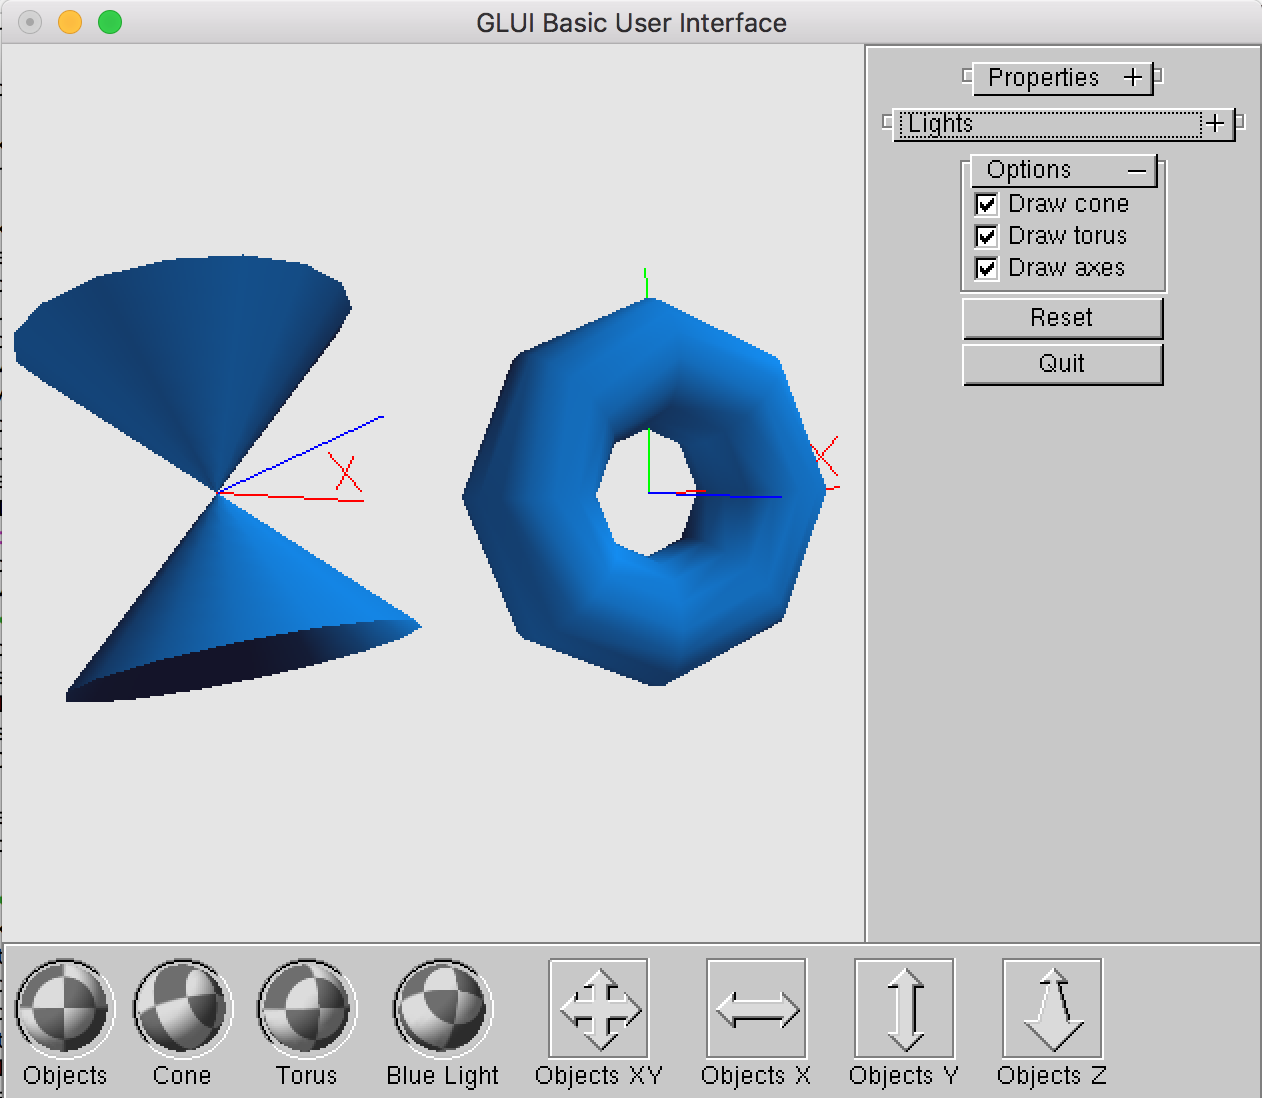 GLUI Basic User Interface
Properties +
Lights +
Options −
Draw cone
Draw torus
Draw axes
Reset
Quit
X
X
Objects
Cone
Torus
Blue Light
Objects XY
Objects X
Objects Y
Objects Z